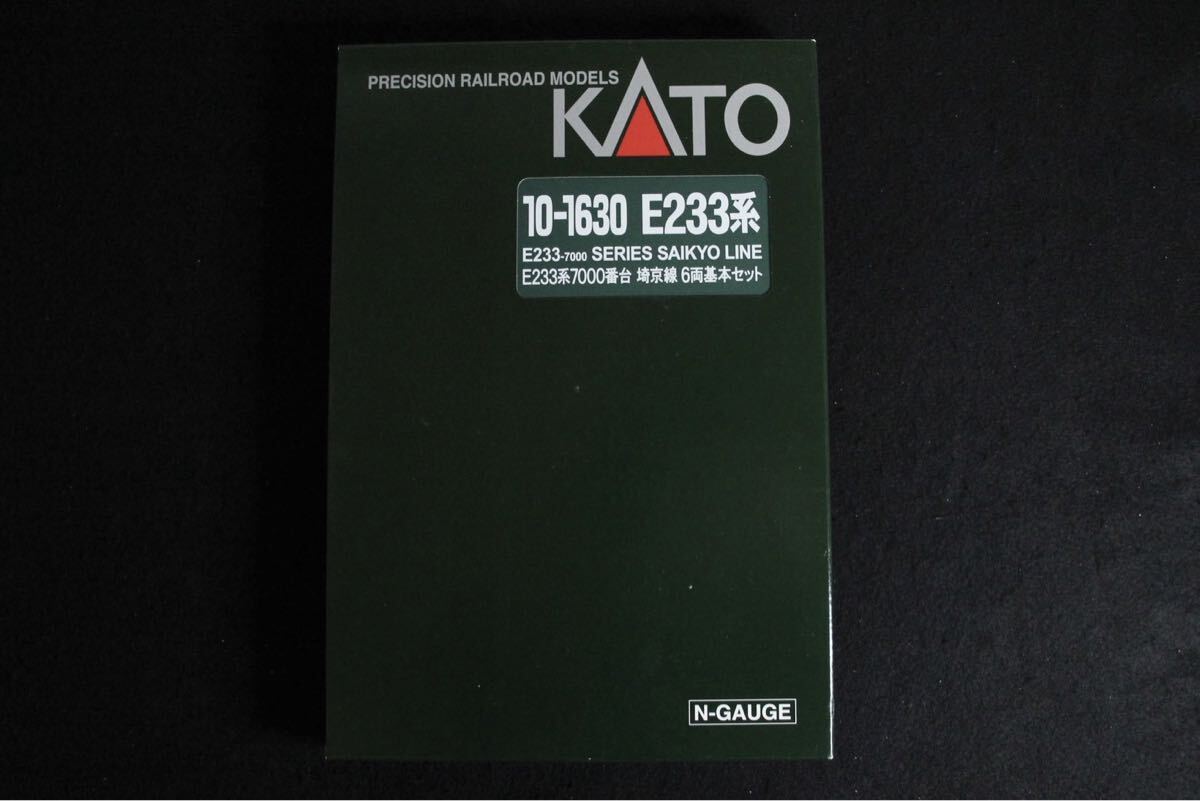 PRECISION RAILROAD MODELS
KATO
10-1630 E233系
E233-7000 SERIES SAIKYO LINE
E233系7000番台 埼京線 6両基本セット
N-GAUGE